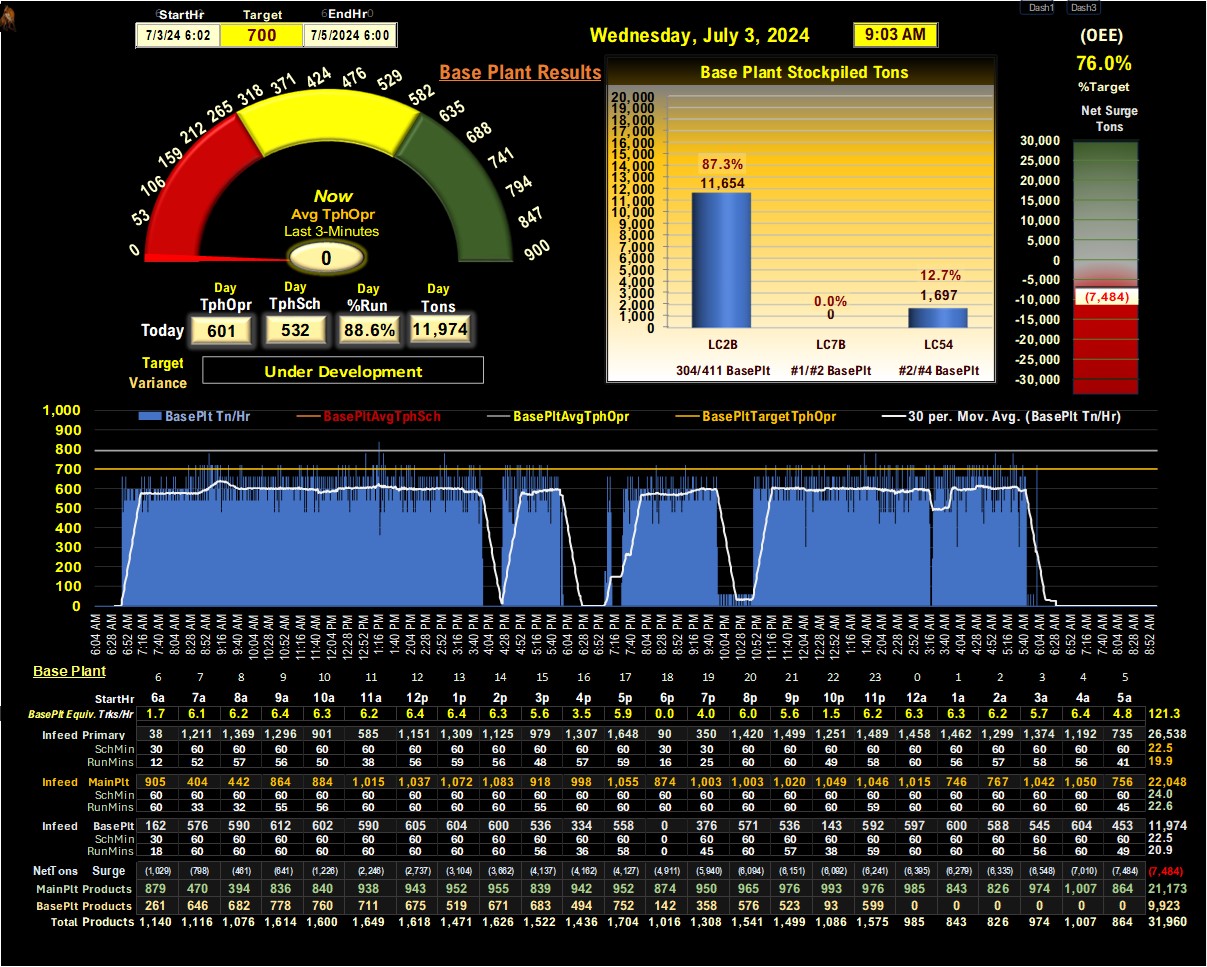 Dash1 Dash3
StartHr Target EndHr
7/3/24 6:02 700 7/5/2024 6:00
Wednesday, July 3, 2024 9:03 AM
(OEE)
76.0%
%Target
Net Surge
Tons
Base Plant Results
Base Plant Stockpiled Tons
0 53 106 159 212 265 318 371 424 476 529 582 635 688 741 794 847 900
Now
Avg TphOpr
Last 3-Minutes
0
Day Day Day Day
TphOpr TphSch %Run Tons
Today 601 532 88.6% 11,974
Target
Variance
Under Development
20,000
19,000
18,000
17,000
16,000
15,000
14,000
13,000
12,000
11,000
10,000
9,000
8,000
7,000
6,000
5,000
4,000
3,000
2,000
1,000
0
87.3%
11,654
0.0%
0
12.7%
1,697
LC2B LC7B LC54
304/411 BasePlt #1/#2 BasePlt #2/#4 BasePlt
30,000
25,000
20,000
15,000
10,000
5,000
0
-5,000
-10,000
-15,000
-20,000
-25,000
-30,000
(7,484)
BasePlt Tn/Hr BasePltAvgTphSch BasePltAvgTphOpr BasePltTargetTphOpr 30 per. Mov. Avg. (BasePlt Tn/Hr)
1,000
900
800
700
600
500
400
300
200
100
0
6:04 AM 6:28 AM 6:52 AM 7:16 AM 7:40 AM 8:04 AM 8:28 AM 8:52 AM 9:16 AM 9:40 AM 10:04 AM 10:28 AM 10:52 AM 11:16 AM 11:40 AM 12:04 PM 12:28 PM 12:52 PM 1:16 PM 1:40 PM 2:04 PM 2:28 PM 2:52 PM 3:16 PM 3:40 PM 4:04 PM 4:28 PM 4:52 PM 5:16 PM 5:40 PM 6:04 PM 6:28 PM 6:52 PM 7:16 PM 7:40 PM 8:04 PM 8:28 PM 8:52 PM 9:16 PM 9:40 PM 10:04 PM 10:28 PM 10:52 PM 11:16 PM 11:40 PM 12:04 AM 12:28 AM 12:52 AM 1:16 AM 1:40 AM 2:04 AM 2:28 AM 2:52 AM 3:16 AM 3:40 AM 4:04 AM 4:28 AM 4:52 AM 5:16 AM 5:40 AM 6:04 AM 6:28 AM 6:52 AM 7:16 AM 7:40 AM 8:04 AM 8:28 AM 8:52 AM
Base Plant 6 7 8 9 10 11 12 13 14 15 16 17 18 19 20 21 22 23 0 1 2 3 4 5
StartHr 6a 7a 8a 9a 10a 11a 12p 1p 2p 3p 4p 5p 6p 7p 8p 9p 10p 11p 12a 1a 2a 3a 4a 5a
BasePlt Equiv. Trks/Hr 1.7 6.1 6.2 6.4 6.3 6.2 6.4 6.4 6.3 5.6 3.5 5.9 0.0 4.0 6.0 5.6 1.5 6.2 6.3 6.3 6.2 5.7 6.4 4.8 121.3
Infeed Primary 38 1,211 1,369 1,296 901 585 1,151 1,309 1,125 979 1,307 1,648 90 350 1,420 1,499 1,251 1,489 1,458 1,462 1,299 1,374 1,192 735 26,538
SchMin 30 60 60 60 60 60 60 60 60 60 60 60 30 30 60 60 60 60 60 60 60 60 60 60 22.5
RunMins 12 52 57 56 50 38 56 59 56 48 57 59 16 25 60 60 49 58 60 56 57 58 56 41 19.9
Infeed MainPlt 905 404 442 864 884 1,015 1,037 1,072 1,083 918 998 1,055 874 1,003 1,003 1,020 1,049 1,046 1,015 746 767 1,042 1,050 756 22,048
SchMin 60 60 60 60 60 60 60 60 60 60 60 60 60 60 60 60 60 60 60 60 60 60 60 60 24.0
RunMins 60 33 32 55 56 60 60 60 60 55 60 60 60 60 60 60 60 59 60 60 60 60 60 45 22.6
Infeed BasePlt 162 576 590 612 602 590 605 604 600 536 334 558 0 376 571 536 143 592 597 600 588 545 604 453 11,974
SchMin 30 60 60 60 60 60 60 60 60 60 60 60 0 60 60 60 60 60 60 60 60 60 60 60 22.5
RunMins 18 60 60 60 60 60 60 60 60 56 36 58 0 45 60 57 38 59 60 60 60 56 60 49 20.9
NetTons Surge (1,029) (798) (461) (641) (1,226) (2,246) (2,737) (3,104) (3,662) (4,137) (4,162) (4,127) (4,911) (5,940) (6,094) (6,151) (6,092) (6,241) (6,395) (6,279) (6,335) (6,548) (7,010) (7,484) (7,484)
MainPlt Products 879 470 394 836 840 938 943 952 955 839 942 952 874 950 965 976 993 976 985 843 826 974 1,007 864 21,173
BasePlt Products 261 646 682 778 760 711 675 519 671 683 494 752 142 358 576 523 93 599 0 0 0 0 0 0 9,923
Total Products 1,140 1,116 1,076 1,614 1,600 1,649 1,618 1,471 1,626 1,522 1,436 1,704 1,016 1,308 1,541 1,499 1,086 1,575 985 843 826 974 1,007 864 31,960